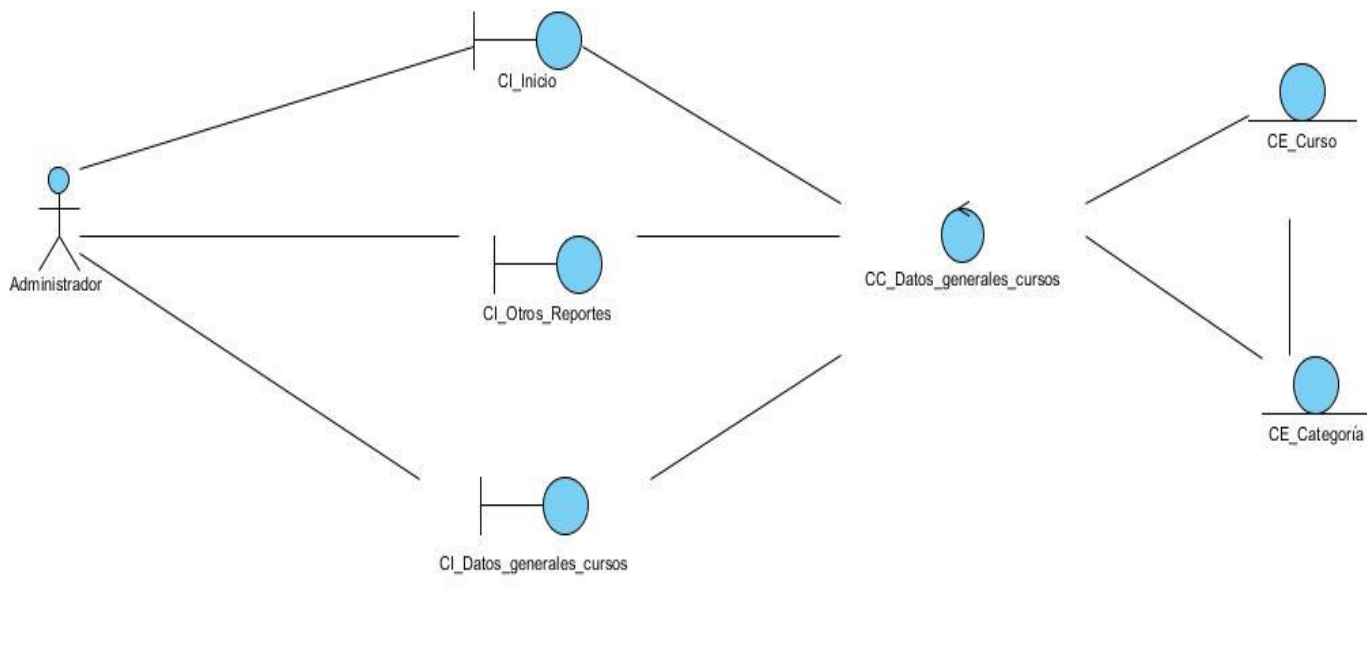 CI_Inicio
CE_Curso
Administrador
CC_Datos_generales_cursos
CI_Otros_Reportes
CE_Categoría
CI_Datos_generales_cursos